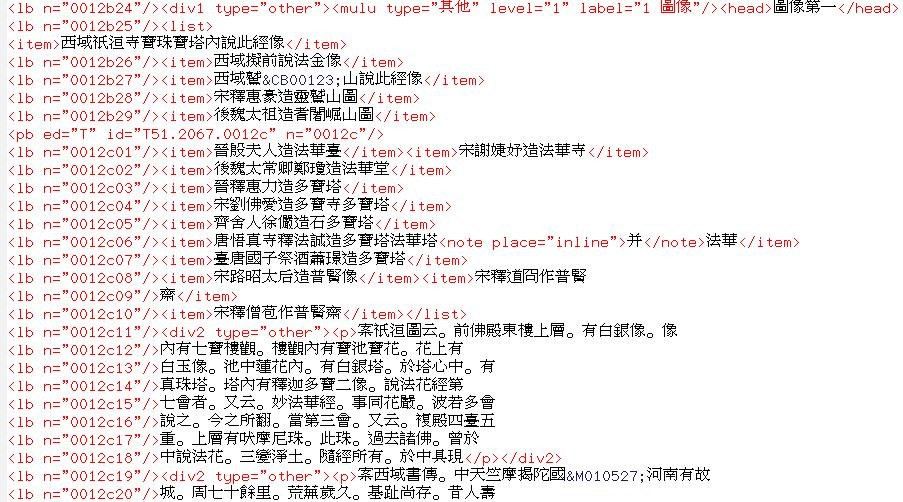 <lb n="0012b24"/><div1 type="other"><mulu type="其他" level="1" label="1 圖像"/><head>圖像第一</head>
<lb n="0012b25"/><list>
<item>西域祇洹寺寶珠寶塔內說此經像</item>
<lb n="0012b26"/><item>西域擬前說法金像</item>
<lb n="0012b27"/><item>西域鷲&CB00123;山說此經像</item>
<lb n="0012b28"/><item>宋釋惠豪造靈鷲山圖</item>
<lb n="0012b29"/><item>後魏太祖造耆闍崛山圖</item>
<pb ed="T" id="T51.2067.0012c" n="0012c"/>
<lb n="0012c01"/><item>晉殷夫人造法華臺</item><item>宋謝婕妤造法華寺</item>
<lb n="0012c02"/><item>後魏太常卿鄭瓊造法華堂</item>
<lb n="0012c03"/><item>晉釋惠力造多寶塔</item>
<lb n="0012c04"/><item>宋劉佛愛造多寶寺多寶塔</item>
<lb n="0012c05"/><item>齊舍人徐儼造石多寶塔</item>
<lb n="0012c06"/><item>唐悟真寺釋法誠造多寶塔法華塔<note place="inline">并</note>法華</item>
<lb n="0012c07"/><item>臺唐國子祭酒蕭璟造多寶塔</item>
<lb n="0012c08"/><item>宋路昭太后造普賢像</item><item>宋釋道冏作普賢
<lb n="0012c09"/>齋</item>
<lb n="0012c10"/><item>宋釋僧苞作普賢齋</item></list>
<lb n="0012c11"/><div2 type="other"><p>案祇洹圖云。前佛殿東樓上層。有白銀像。像
<lb n="0012c12"/>內有七寶樓觀。樓觀內有寶池寶花。花上有
<lb n="0012c13"/>白玉像。池中蓮花內。有白銀塔。於塔心中。有
<lb n="0012c14"/>真珠塔。塔內有釋迦多寶二像。說法花經第
<lb n="0012c15"/>七會者。又云。妙法華經。事同花嚴。波若多會
<lb n="0012c16"/>說之。今之所翻。當第三會。又云。複殿四臺五
<lb n="0012c17"/>重。上層有吠摩尼珠。此珠。過去諸佛。曾於
<lb n="0012c18"/>中說法花。三變淨土。隨經所有。於中具現</p></div2>
<lb n="0012c19"/><div2 type="other"><p>案西域書傳。中天竺摩揭陀國&M010527;河南有故
<lb n="0012c20"/>城。周七十餘里。荒蕪歲久。基趾尚存。昔人壽